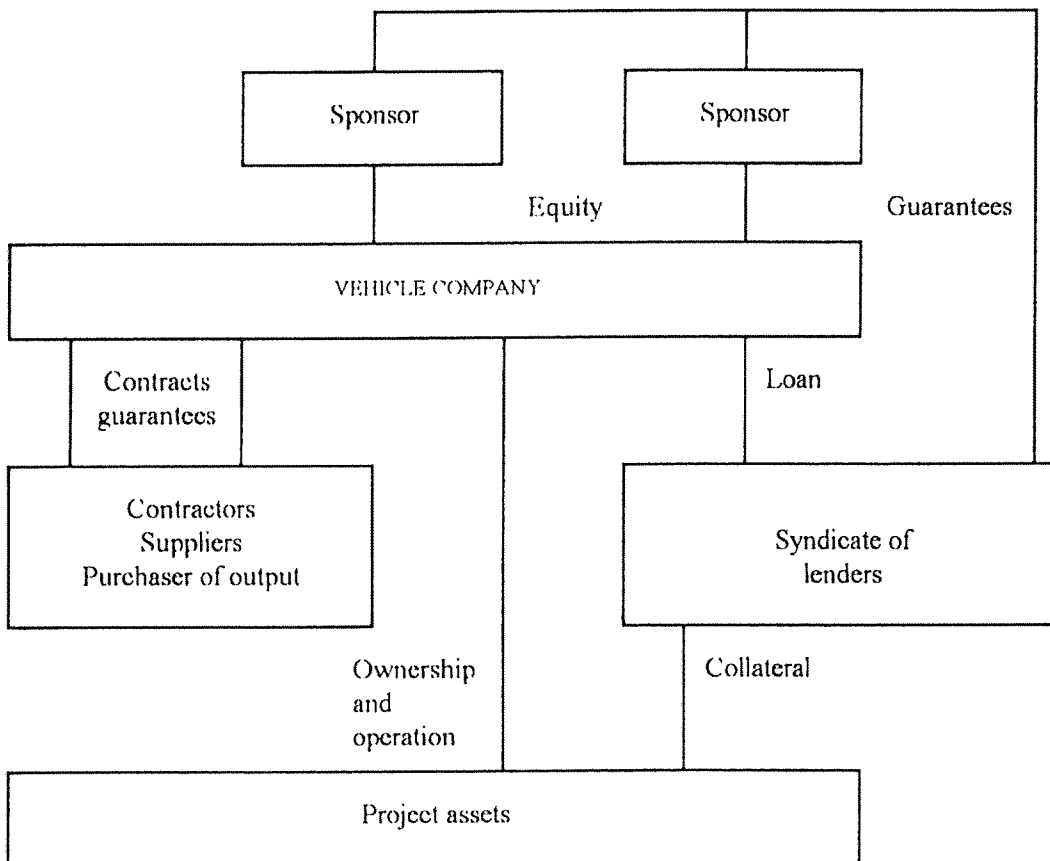 Sponsor
Sponsor
Equity
Guarantees
VEHICLE COMPANY
Contracts
guarantees
Loan
Contractors
Suppliers
Purchaser of output
Syndicate of
lenders
Ownership
and
operation
Collateral
Project assets